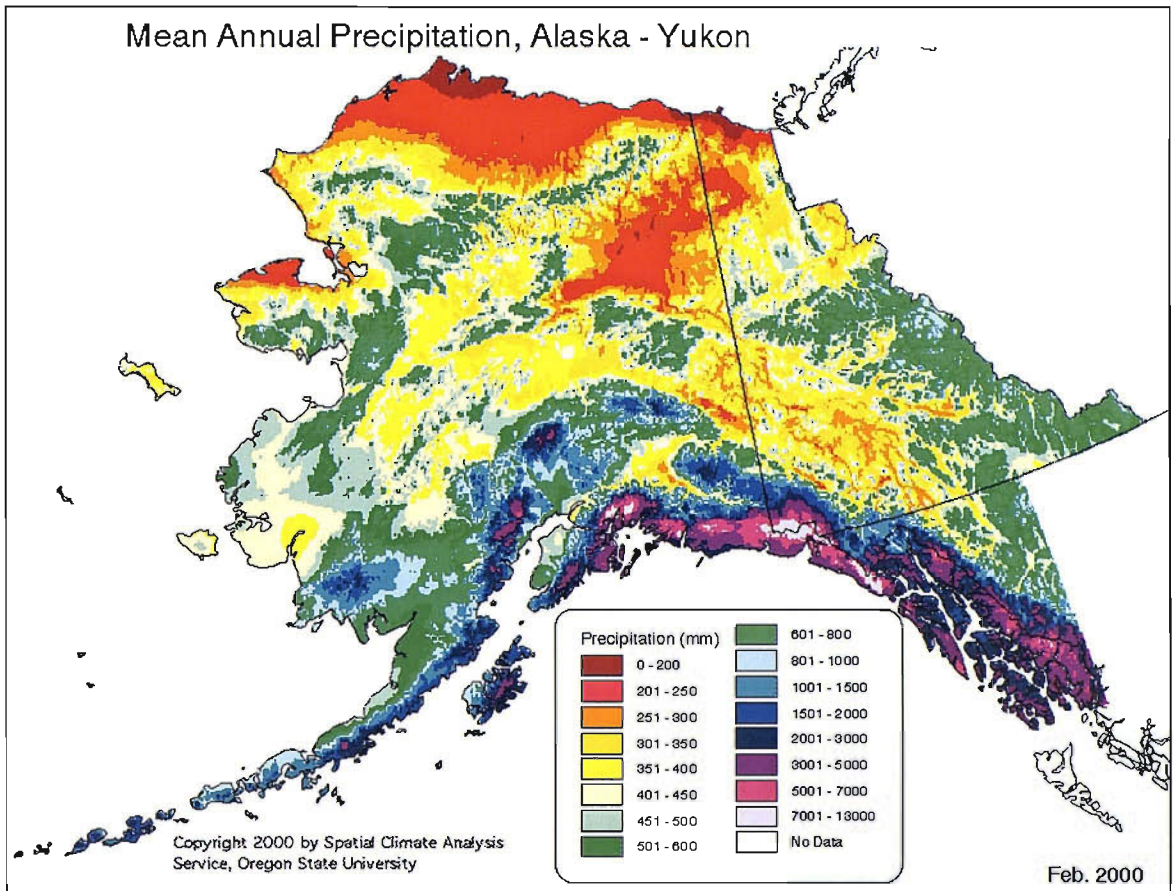 Mean Annual Precipitation, Alaska - Yukon
Precipitation (mm)
0 - 200
201 - 250
251 - 300
301 - 350
351 - 400
401 - 450
451 - 500
501 - 600
601 - 800
801 - 1000
1001 - 1500
1501 - 2000
2001 - 3000
3001 - 5000
5001 - 7000
7001 - 13000
No Data
Copyright 2000 by Spatial Climate Analysis
Service, Oregon State University
Feb. 2000